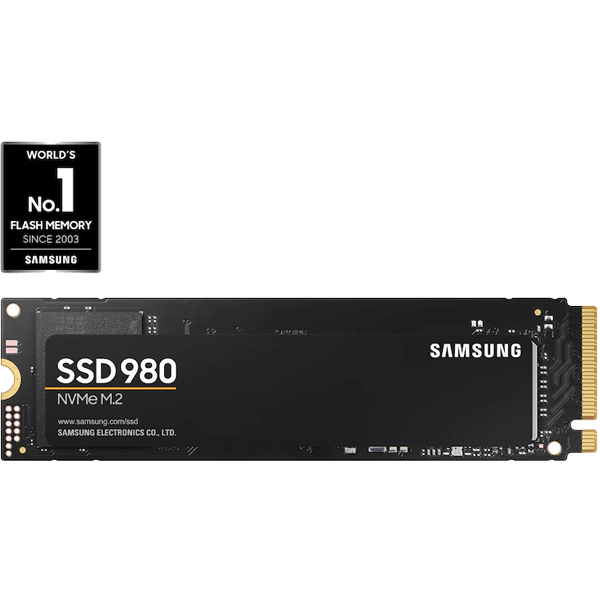 WORLD'S
No.1
FLASH MEMORY
SINCE 2003
SAMSUNG
SAMSUNG
SSD 980
NVMe M.2
www.samsung.com/ssd
SAMSUNG ELECTRONICS CO., LTD.